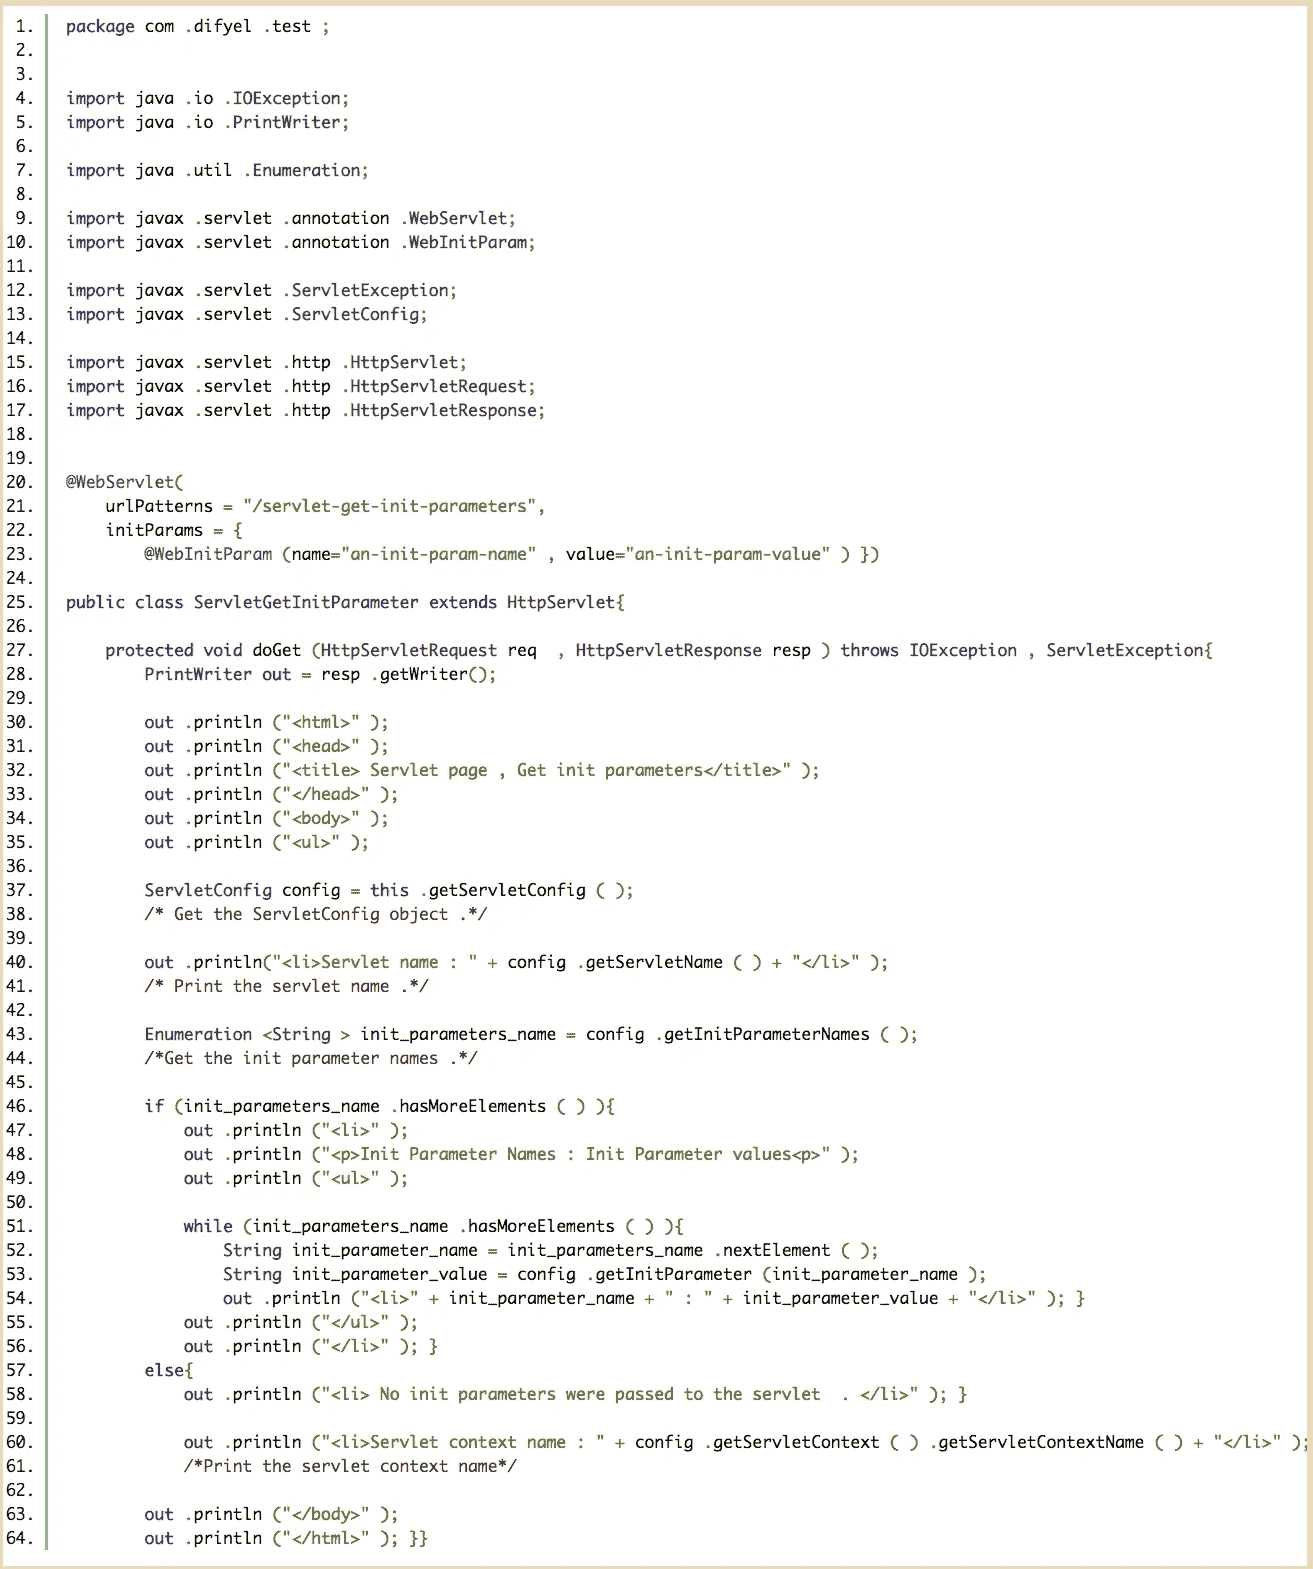 1. package com .difyel .test ;
2.
3.
4. import java .io .IOException;
5. import java .io .PrintWriter;
6.
7. import java .util .Enumeration;
8.
9. import javax .servlet .annotation .WebServlet;
10. import javax .servlet .annotation .WebInitParam;
11.
12. import javax .servlet .ServletException;
13. import javax .servlet .ServletConfig;
14.
15. import javax .servlet .http .HttpServlet;
16. import javax .servlet .http .HttpServletRequest;
17. import javax .servlet .http .HttpServletResponse;
18.
19.
20. @WebServlet(
21.     urlPatterns = "/servlet-get-init-parameters",
22.     initParams = {
23.         @WebInitParam (name="an-init-param-name" , value="an-init-param-value" ) })
24.
25. public class ServletGetInitParameter extends HttpServlet{
26.
27.     protected void doGet (HttpServletRequest req  , HttpServletResponse resp ) throws IOException , ServletException{
28.         PrintWriter out = resp .getWriter();
29.
30.         out .println ("<html>" );
31.         out .println ("<head>" );
32.         out .println ("<title> Servlet page , Get init parameters</title>" );
33.         out .println ("</head>" );
34.         out .println ("<body>" );
35.         out .println ("<ul>" );
36.
37.         ServletConfig config = this .getServletConfig ( );
38.         /* Get the ServletConfig object .*/
39.
40.         out .println("<li>Servlet name : " + config .getServletName ( ) + "</li>" );
41.         /* Print the servlet name .*/
42.
43.         Enumeration <String > init_parameters_name = config .getInitParameterNames ( );
44.         /*Get the init parameter names .*/
45.
46.         if (init_parameters_name .hasMoreElements ( ) ){
47.             out .println ("<li>" );
48.             out .println ("<p>Init Parameter Names : Init Parameter values<p>" );
49.             out .println ("<ul>" );
50.
51.             while (init_parameters_name .hasMoreElements ( ) ){
52.                 String init_parameter_name = init_parameters_name .nextElement ( );
53.                 String init_parameter_value = config .getInitParameter (init_parameter_name );
54.                 out .println ("<li>" + init_parameter_name + " : " + init_parameter_value + "</li>" ); }
55.             out .println ("</ul>" );
56.             out .println ("</li>" ); }
57.         else{
58.             out .println ("<li> No init parameters were passed to the servlet  . </li>" ); }
59.
60.             out .println ("<li>Servlet context name : " + config .getServletContext ( ) .getServletContextName ( ) + "</li>" );
61.             /*Print the servlet context name*/
62.
63.         out .println ("</body>" );
64.         out .println ("</html>" ); }}